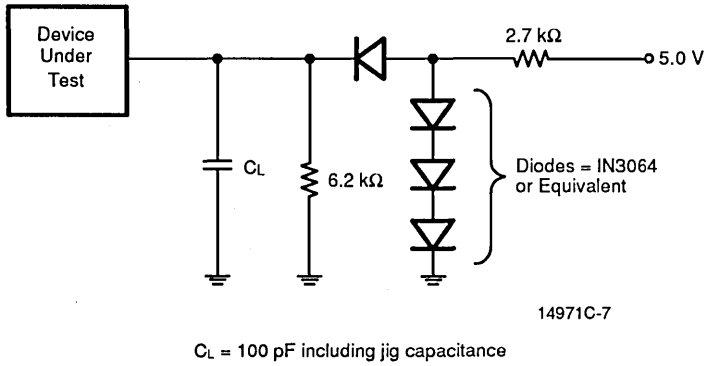 Device
Under
Test
2.7 kΩ
5.0 V
CL
6.2 kΩ
Diodes = IN3064
or Equivalent
14971C-7
CL = 100 pF including jig capacitance